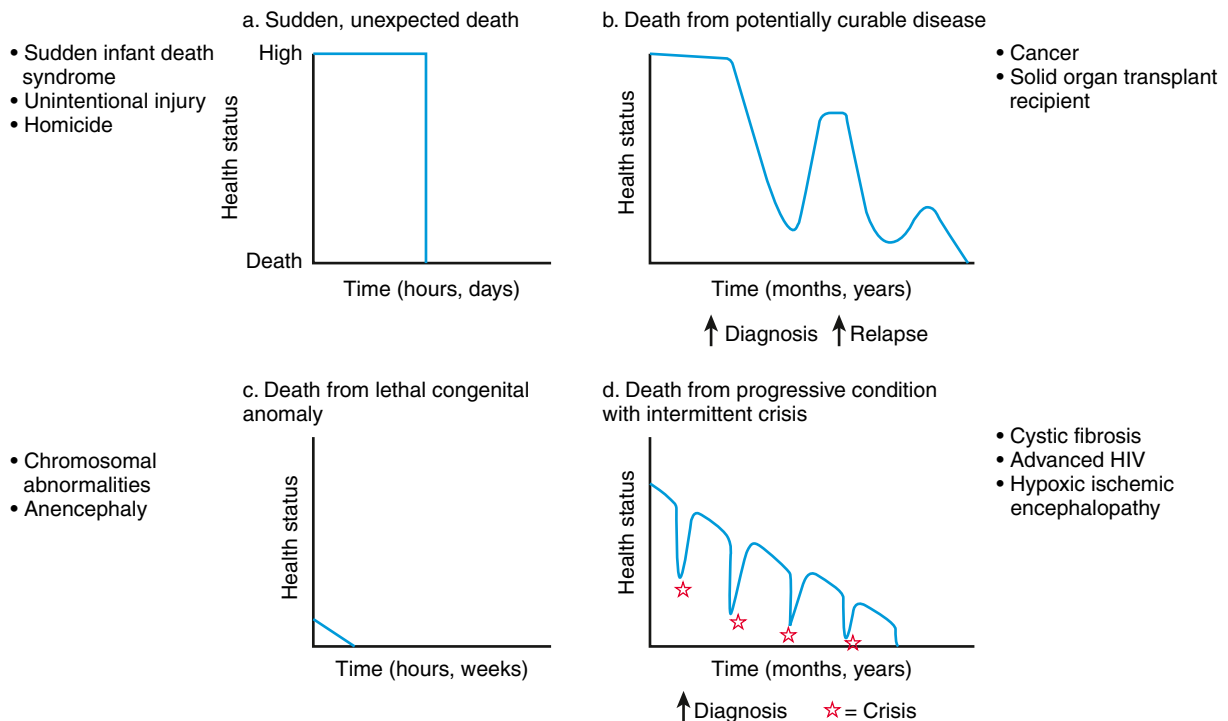 a. Sudden, unexpected death
• Sudden infant death
syndrome
• Unintentional injury
• Homicide
High
Health status
Death
Time (hours, days)
b. Death from potentially curable disease
Health status
• Cancer
• Solid organ transplant
recipient
Time (months, years)
Diagnosis
Relapse
c. Death from lethal congenital
anomaly
• Chromosomal
abnormalities
• Anencephaly
Health status
Time (hours, weeks)
d. Death from progressive condition
with intermittent crisis
Health status
• Cystic fibrosis
• Advanced HIV
• Hypoxic ischemic
encephalopathy
Time (months, years)
Diagnosis
= Crisis